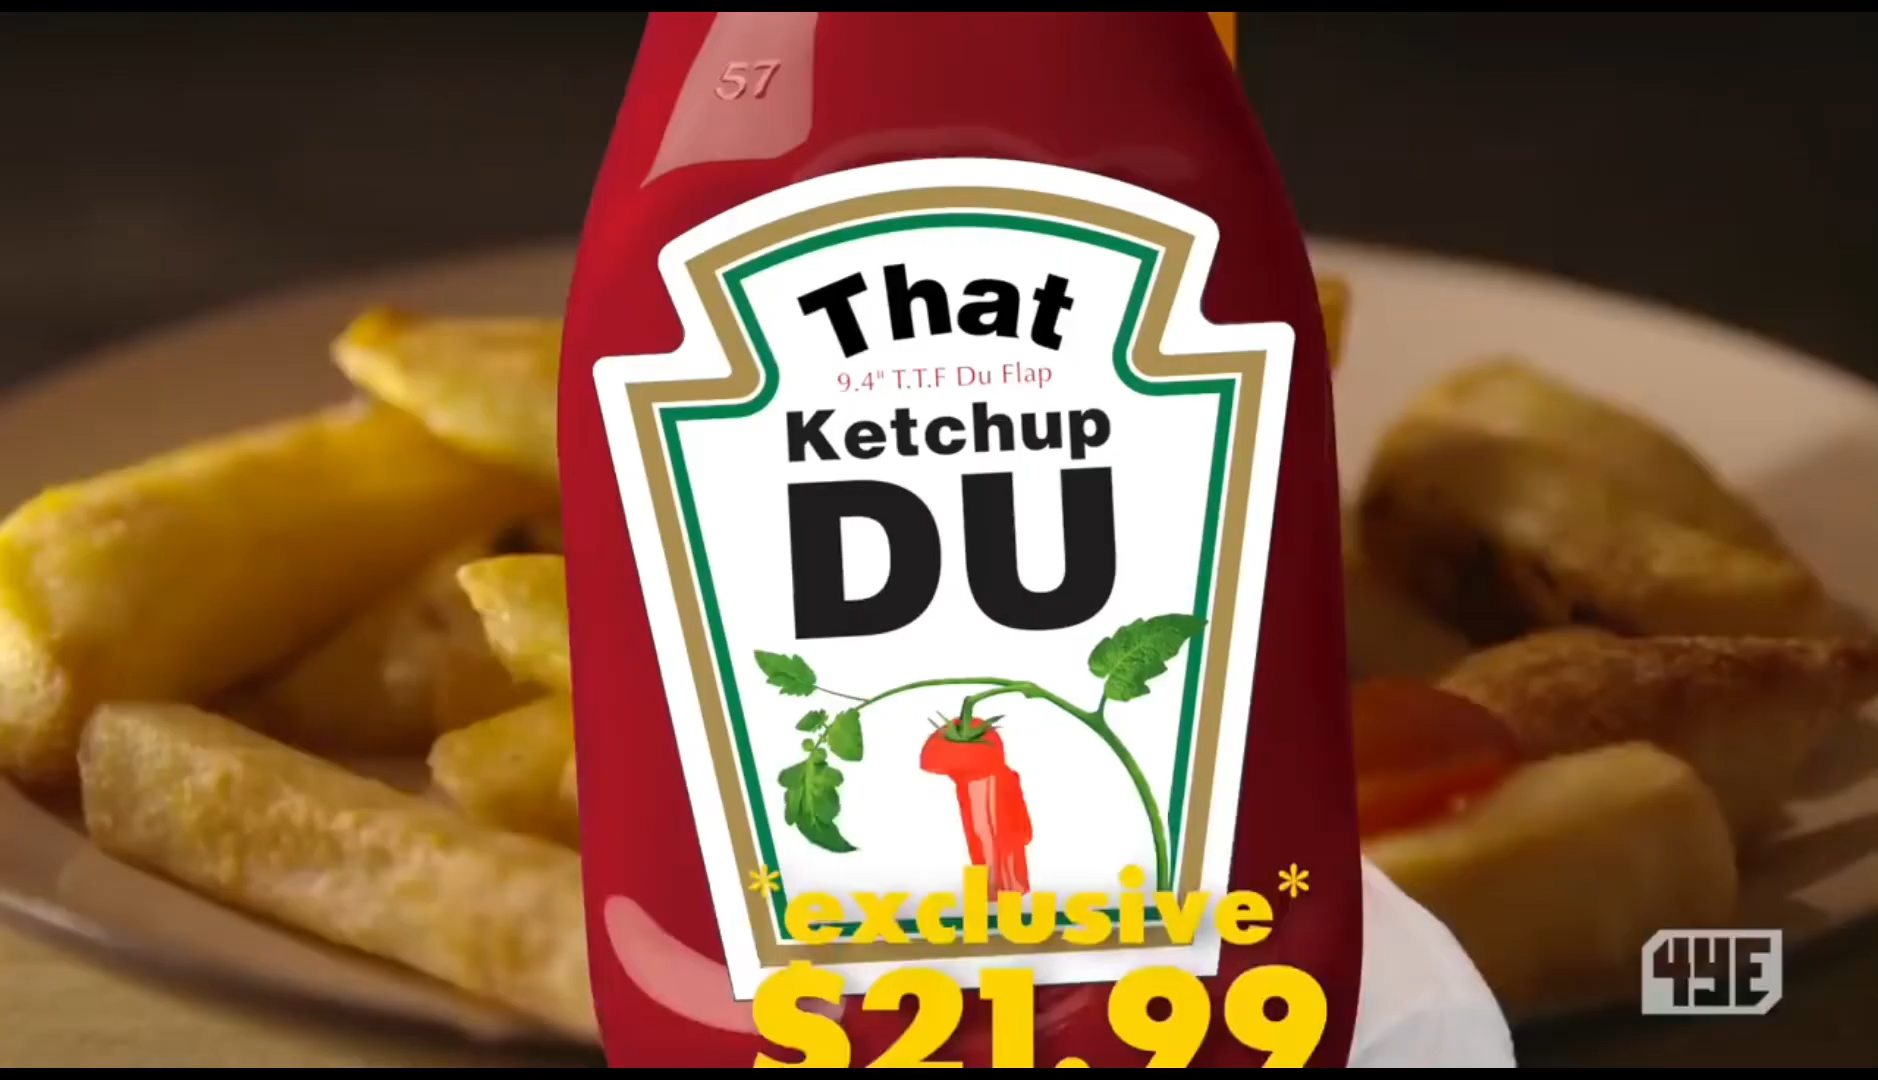 57
That
9.4" T.T.F Du Flap
Ketchup
DU
*exclusive*
$21.99
4YE